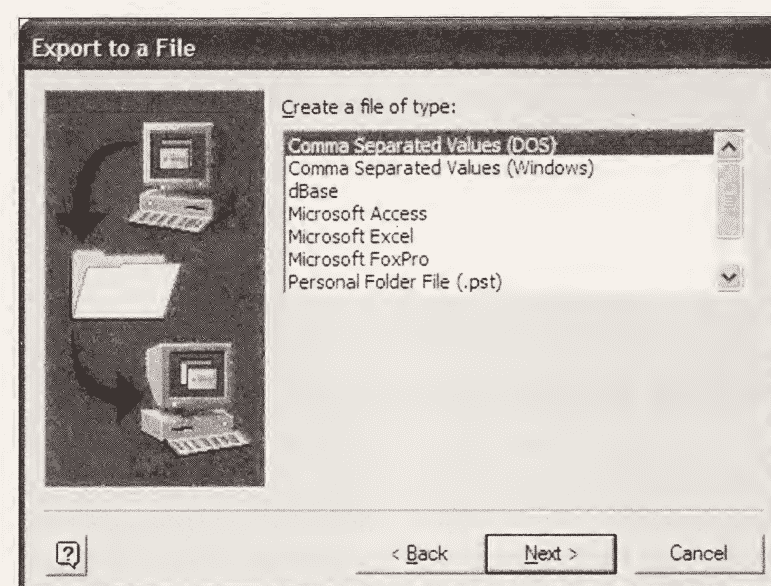 Export to a File
Create a file of type:
Comma Separated Values (DOS)
Comma Separated Values (Windows)
dBase
Microsoft Access
Microsoft Excel
Microsoft FoxPro
Personal Folder File (.pst)
?
< Back
Next >
Cancel